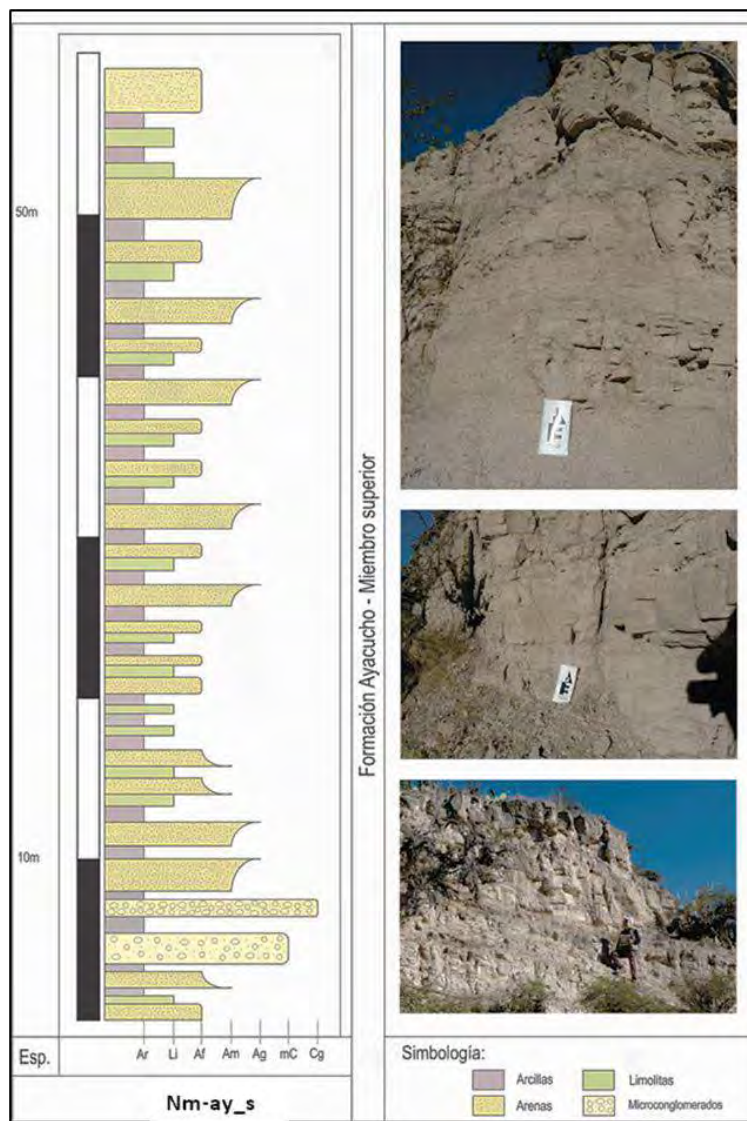 50m
10m
Formación Ayacucho - Miembro superior
Esp.
Ar Li Af Am Ag mC Cg
Nm-ay_s
Simbología:
Arcillas
Limolitas
Arenas
Microconglomerados